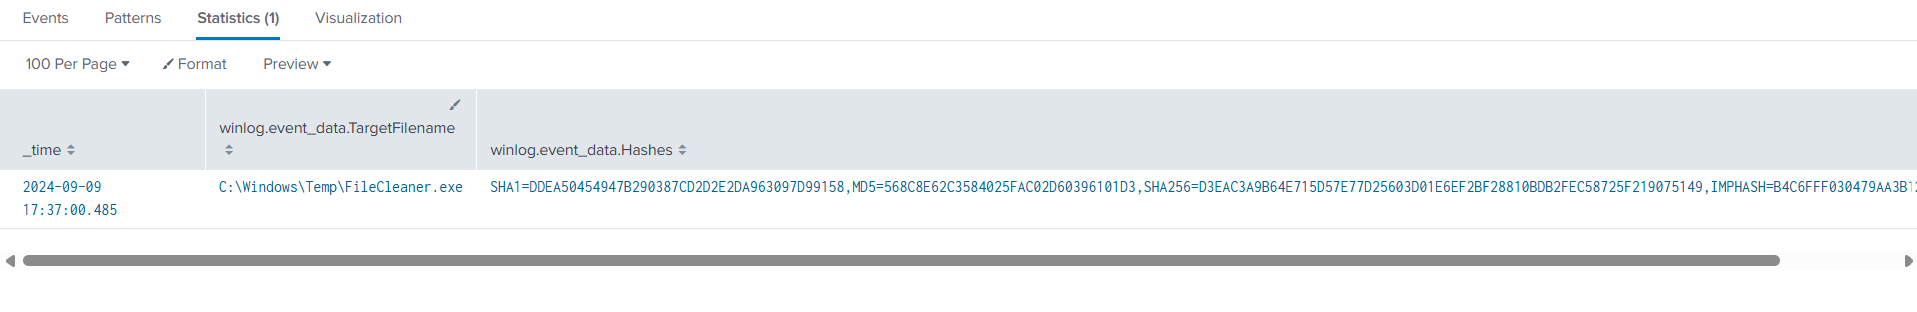 Events Patterns Statistics (1) Visualization
100 Per Page Format Preview
_time winlog.event_data.TargetFilename winlog.event_data.Hashes
2024-09-09 C:\Windows\Temp\FileCleaner.exe SHA1=DDEA50454947B290387CD2D2E2DA963097D99158,MD5=568C8E62C3584025FAC02D60396101D3,SHA256=D3EAC3A9B64E715D57E77D25603D01E6EF2BF28810BDB2FEC58725F219075149,IMPHASH=B4C6FFF030479AA3B12
17:37:00.485